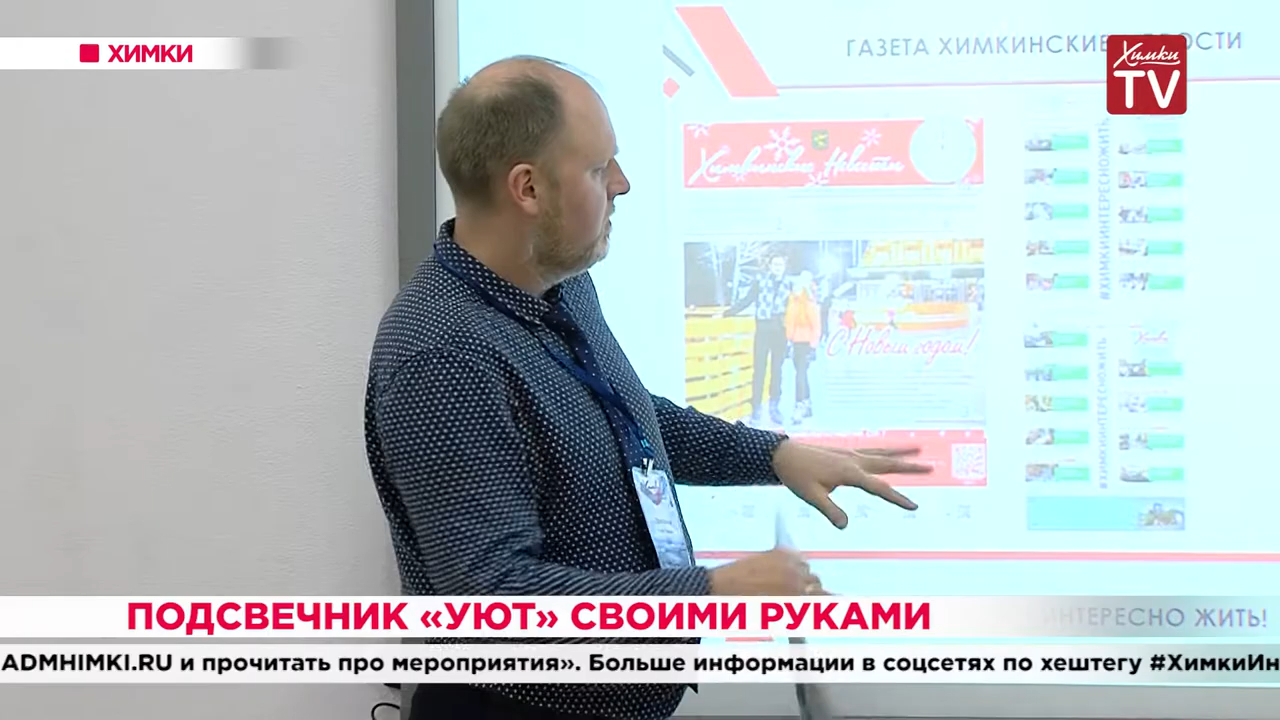 ХИМКИ
ГАЗЕТА ХИМКИНСКИЕ
Химки
TV
Химкинские Новости
#ХИМКИИНТЕРЕСНОЖИТЬ
С Новым годом!
#ХИМКИИНТЕРЕСНОЖИТЬ
ПОДСВЕЧНИК «УЮТ» СВОИМИ РУКАМИ
ИНТЕРЕСНО ЖИТЬ!
ADMHIMKI.RU и прочитать про мероприятия». Больше информации в соцсетях по хештегу #ХимкиИн